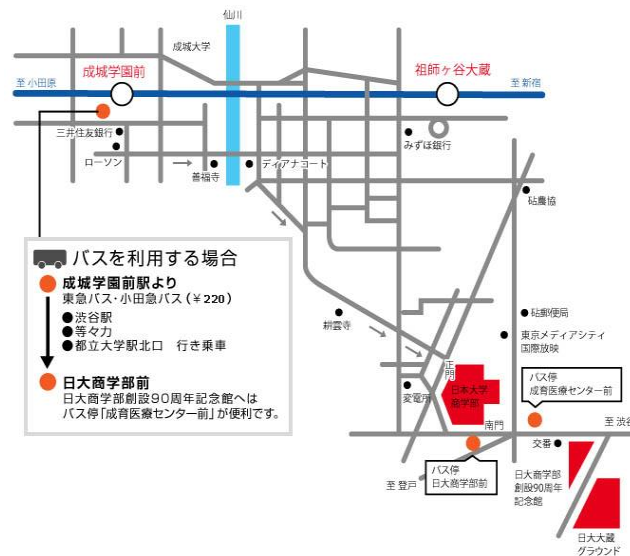 仙川
成城大学
成城学園前
祖師ヶ谷大蔵
至 小田原
至 新宿
三井住友銀行
ローソン
善福寺
ディアナコート
みずほ銀行
砧農協
バスを利用する場合
成城学園前駅より
東急バス・小田急バス（￥220）
●渋谷駅
●等々力
●都立大学駅北口　行き乗車
日大商学部前
日大商学部創設90周年記念館へは
バス停「成育医療センター前」が便利です。
耕雲寺
砧郵便局
東京メディアシティ
国際放映
正門
日本大学
商学部
変電所
バス停
成育医療センター前
南門
至 渋谷
交番
バス停
日大商学部前
至 登戸
日大商学部
創設90周年
記念館
日大大蔵
グラウンド